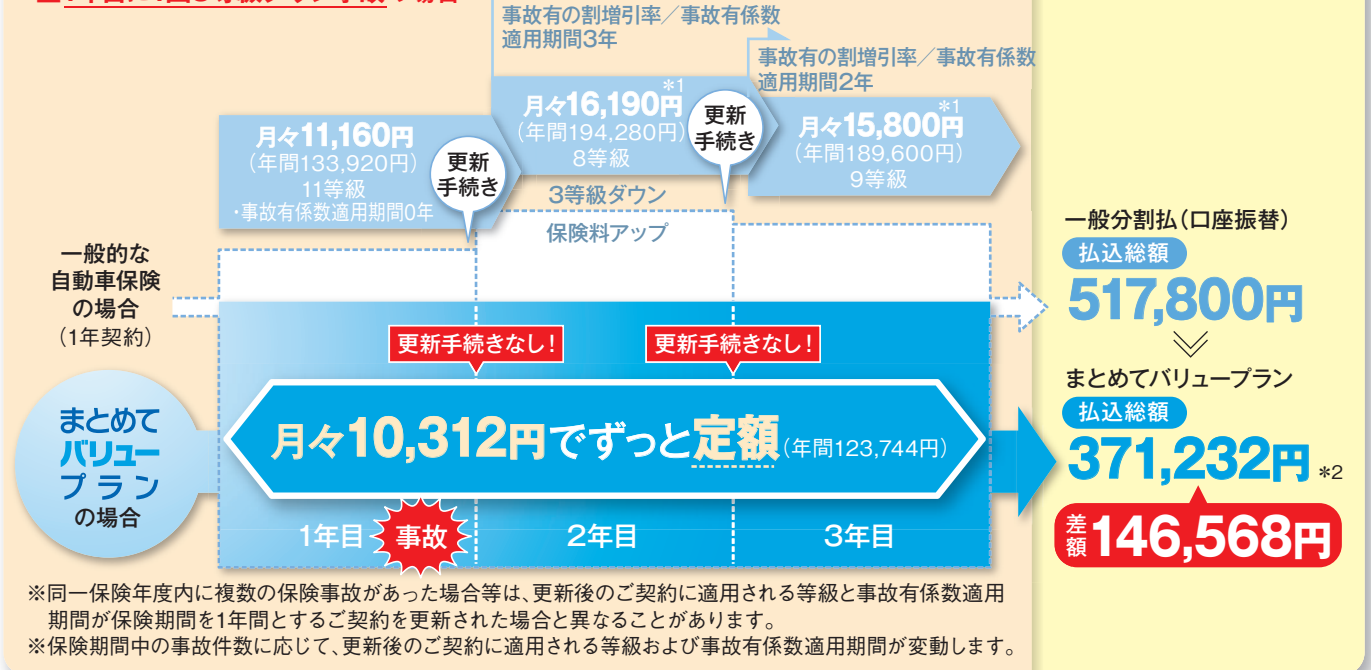 事故有の割増引率／事故有係数
適用期間3年
事故有の割増引率／事故有係数
適用期間2年
月々11,160円
（年間133,920円）
11等級
・事故有係数適用期間0年
更新
手続き
月々16,190円*1
（年間194,280円）
8等級
更新
手続き
月々15,800円*1
（年間189,600円）
9等級
3等級ダウン
保険料アップ
一般的な
自動車保険
の場合
（1年契約）
更新手続きなし！
更新手続きなし！
まとめて
バリュー
プラン
の場合
月々10,312円でずっと定額（年間123,744円）
1年目
事故
2年目
3年目
一般分割払（口座振替）
払込総額
517,800円
まとめてバリュープラン
払込総額
371,232円 *2
差額146,568円
※同一保険年度内に複数の保険事故があった場合等は、更新後のご契約に適用される等級と事故有係数適用
期間が保険期間を1年間とするご契約を更新された場合と異なることがあります。
※保険期間中の事故件数に応じて、更新後のご契約に適用される等級および事故有係数適用期間が変動します。